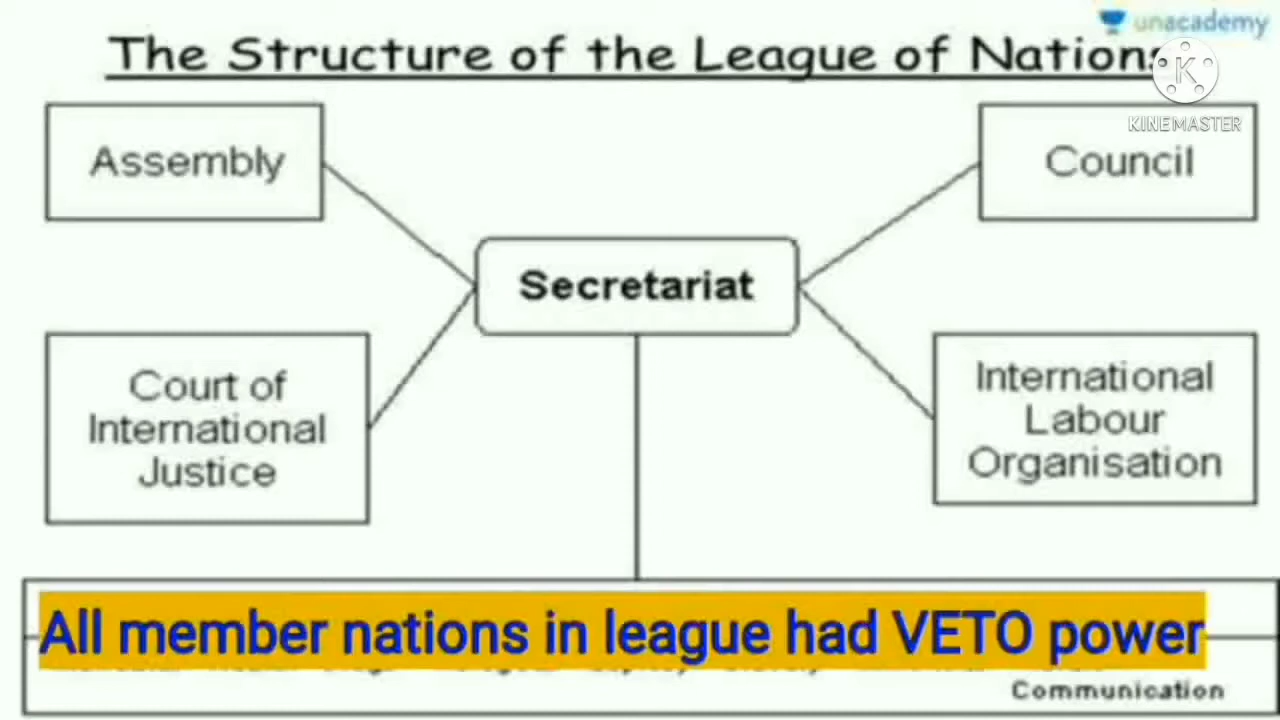 unacademy
The Structure of the League of Nations
KINEMASTER
Assembly
Council
Secretariat
Court of
International
Justice
International
Labour
Organisation
All member nations in league had VETO power
Communication